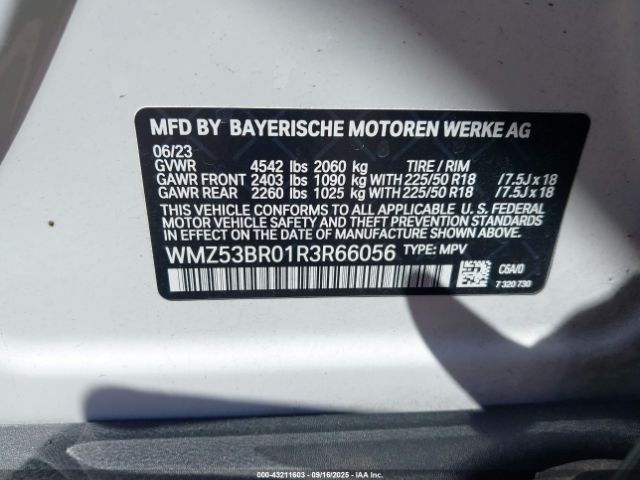 MFD BY BAYERISCHE MOTOREN WERKE AG
06/23
GVWR 4542 lbs 2060 kg TIRE / RIM
GAWR FRONT 2403 lbs 1090 kg WITH 225/50 R18 /7.5J x 18
GAWR REAR 2260 lbs 1025 kg WITH 225/50 R18 /7.5J x 18
THIS VEHICLE CONFORMS TO ALL APPLICABLE U. S. FEDERAL
MOTOR VEHICLE SAFETY, BUMPER, AND THEFT PREVENTION
STANDARDS IN EFFECT ON THE DATE OF MANUFACTURE SHOWN ABOVE.
WMZ53BR01R3R66056 TYPE: MPV
C6A/0
7 320 730
000-43211603 - 09/16/2025 - IAAI.COM